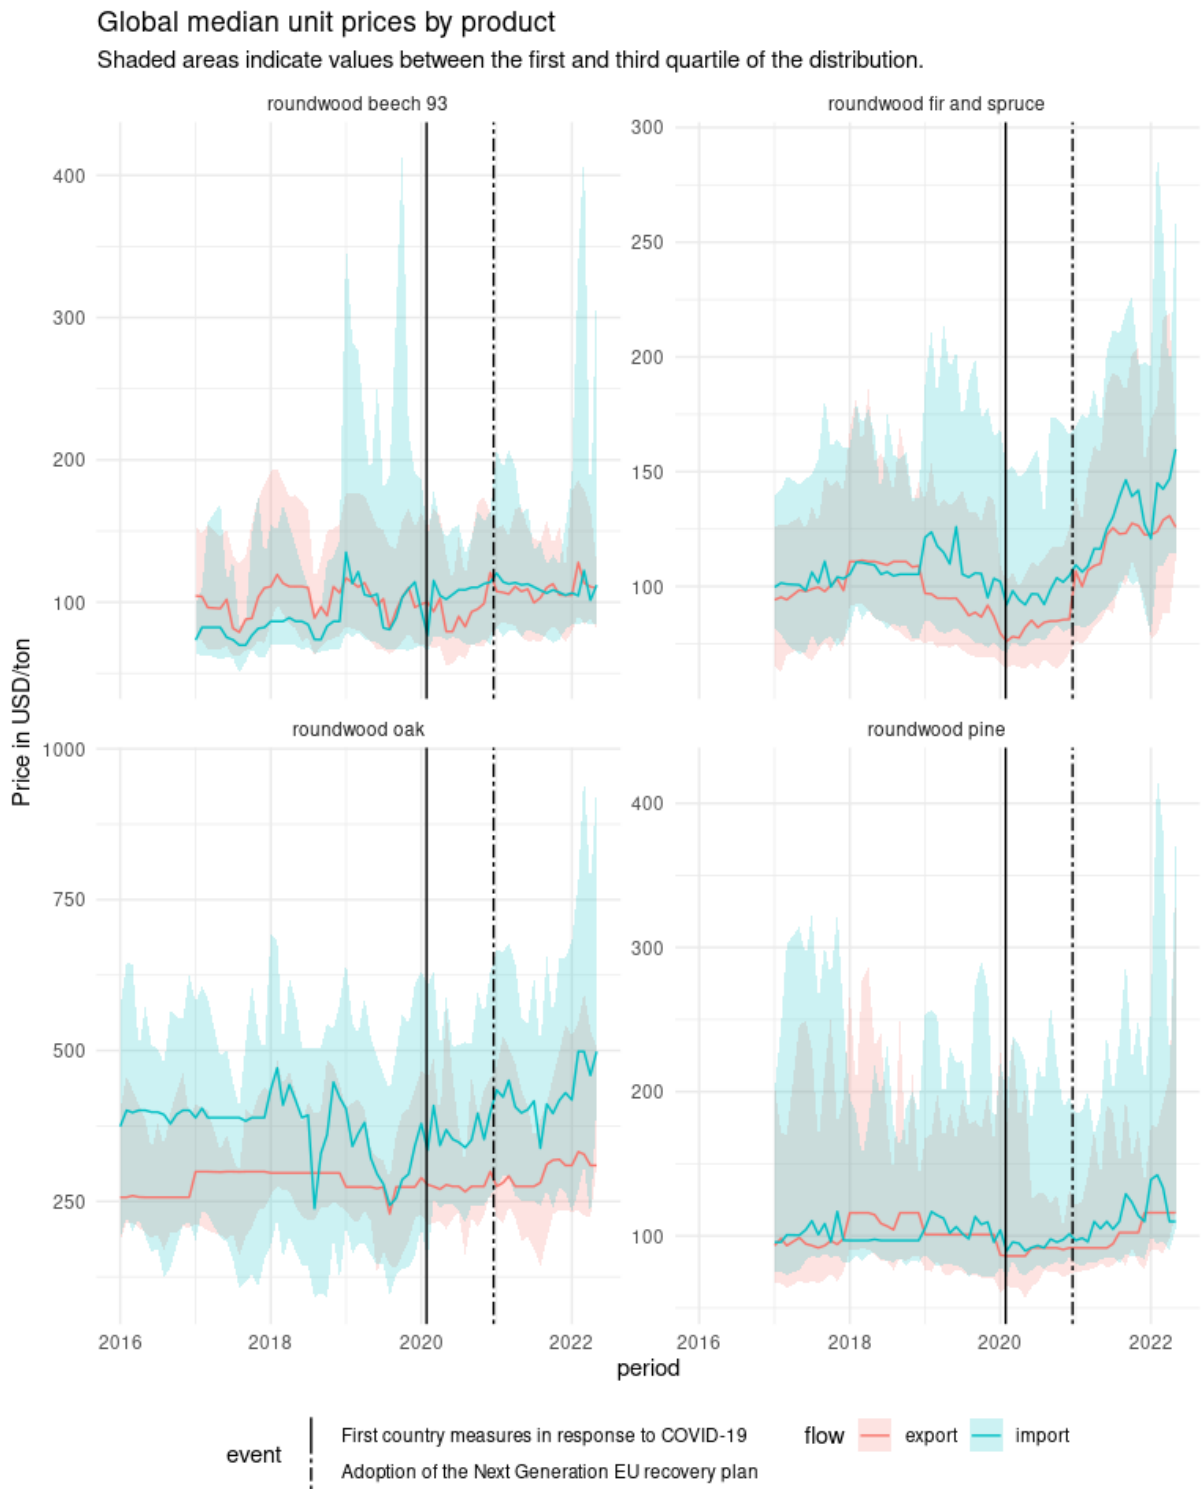 Global median unit prices by product
Shaded areas indicate values between the first and third quartile of the distribution.
roundwood beech 93
roundwood fir and spruce
400
300
200
100
300
250
200
150
100
Price in USD/ton
roundwood oak
roundwood pine
1000
750
500
250
400
300
200
100
2016 2018 2020 2022
2016 2018 2020 2022
period
event
First country measures in response to COVID-19
Adoption of the Next Generation EU recovery plan
flow export import